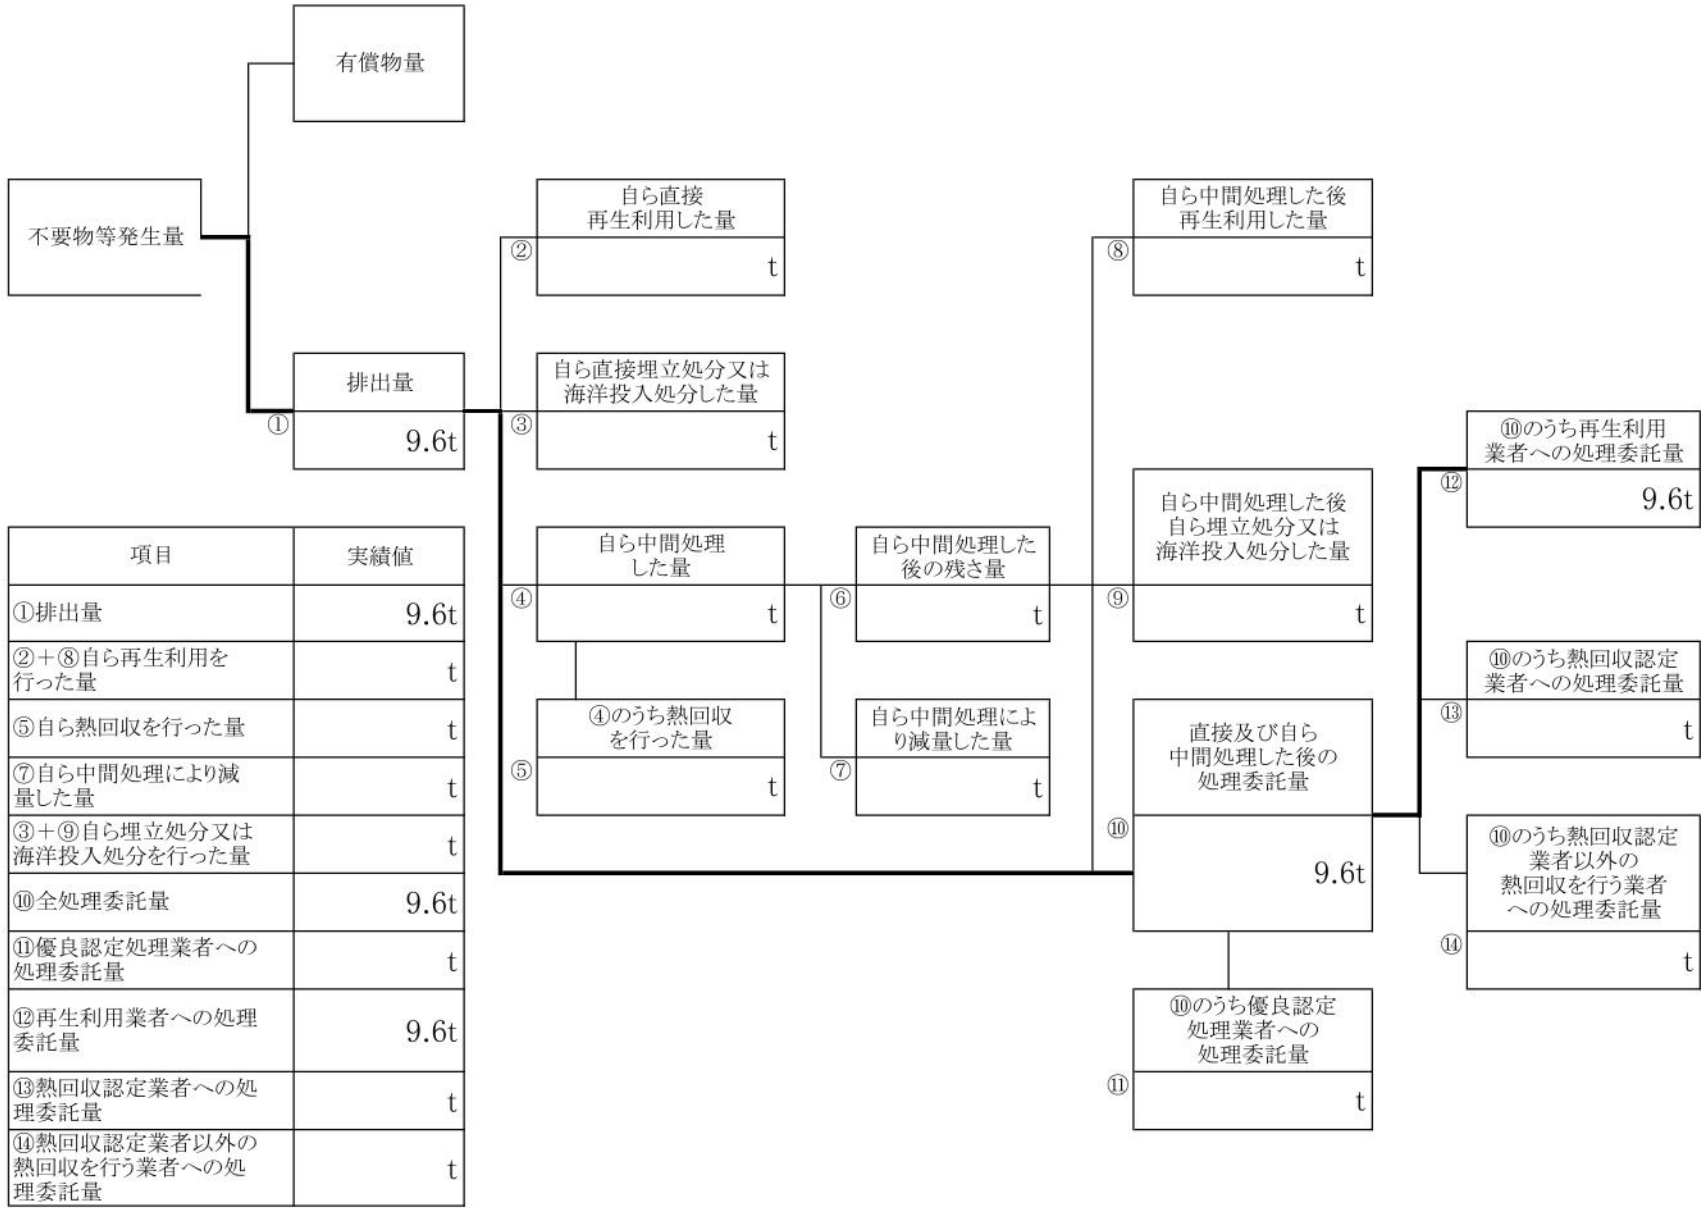 有償物量
不要物等発生量
自ら直接
再生利用した量
②
t
自ら中間処理した後
再生利用した量
⑧
t
排出量
①
9.6t
自ら直接埋立処分又は
海洋投入処分した量
③
t
⑩のうち再生利用
業者への処理委託量
⑫
9.6t
自ら中間処理
した量
④
t
自ら中間処理した
後の残さ量
⑥
t
自ら中間処理した後
自ら埋立処分又は
海洋投入処分した量
⑨
t
⑩のうち熱回収認定
業者への処理委託量
⑬
t
④のうち熱回収
を行った量
⑤
t
自ら中間処理によ
り減量した量
⑦
t
直接及び自ら
中間処理した後の
処理委託量
⑩
9.6t
⑩のうち熱回収認定
業者以外の
熱回収を行う業者
への処理委託量
⑭
t
⑩のうち優良認定
処理業者への
処理委託量
⑪
t
項目
実績値
①排出量
9.6t
②+⑧自ら再生利用を
行った量
t
⑤自ら熱回収を行った量
t
⑦自ら中間処理により減
量した量
t
③+⑨自ら埋立処分又は
海洋投入処分を行った量
t
⑩全処理委託量
9.6t
⑪優良認定処理業者への
処理委託量
t
⑫再生利用業者への処理
委託量
9.6t
⑬熱回収認定業者への処
理委託量
t
⑭熱回収認定業者以外の
熱回収を行う業者への処
理委託量
t